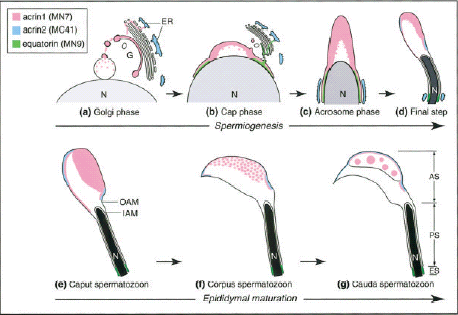 acrin1 (MN7)
acrin2 (MC41)
equatorin (MN9)
ER
G
N
N
N
N
(a) Golgi phase
(b) Cap phase
(c) Acrosome phase
(d) Final step
Spermiogenesis
OAM
IAM
AS
PS
ES
N
N
N
(e) Caput spermatozoon
(f) Corpus spermatozoon
(g) Cauda spermatozoon
Epididymal maturation